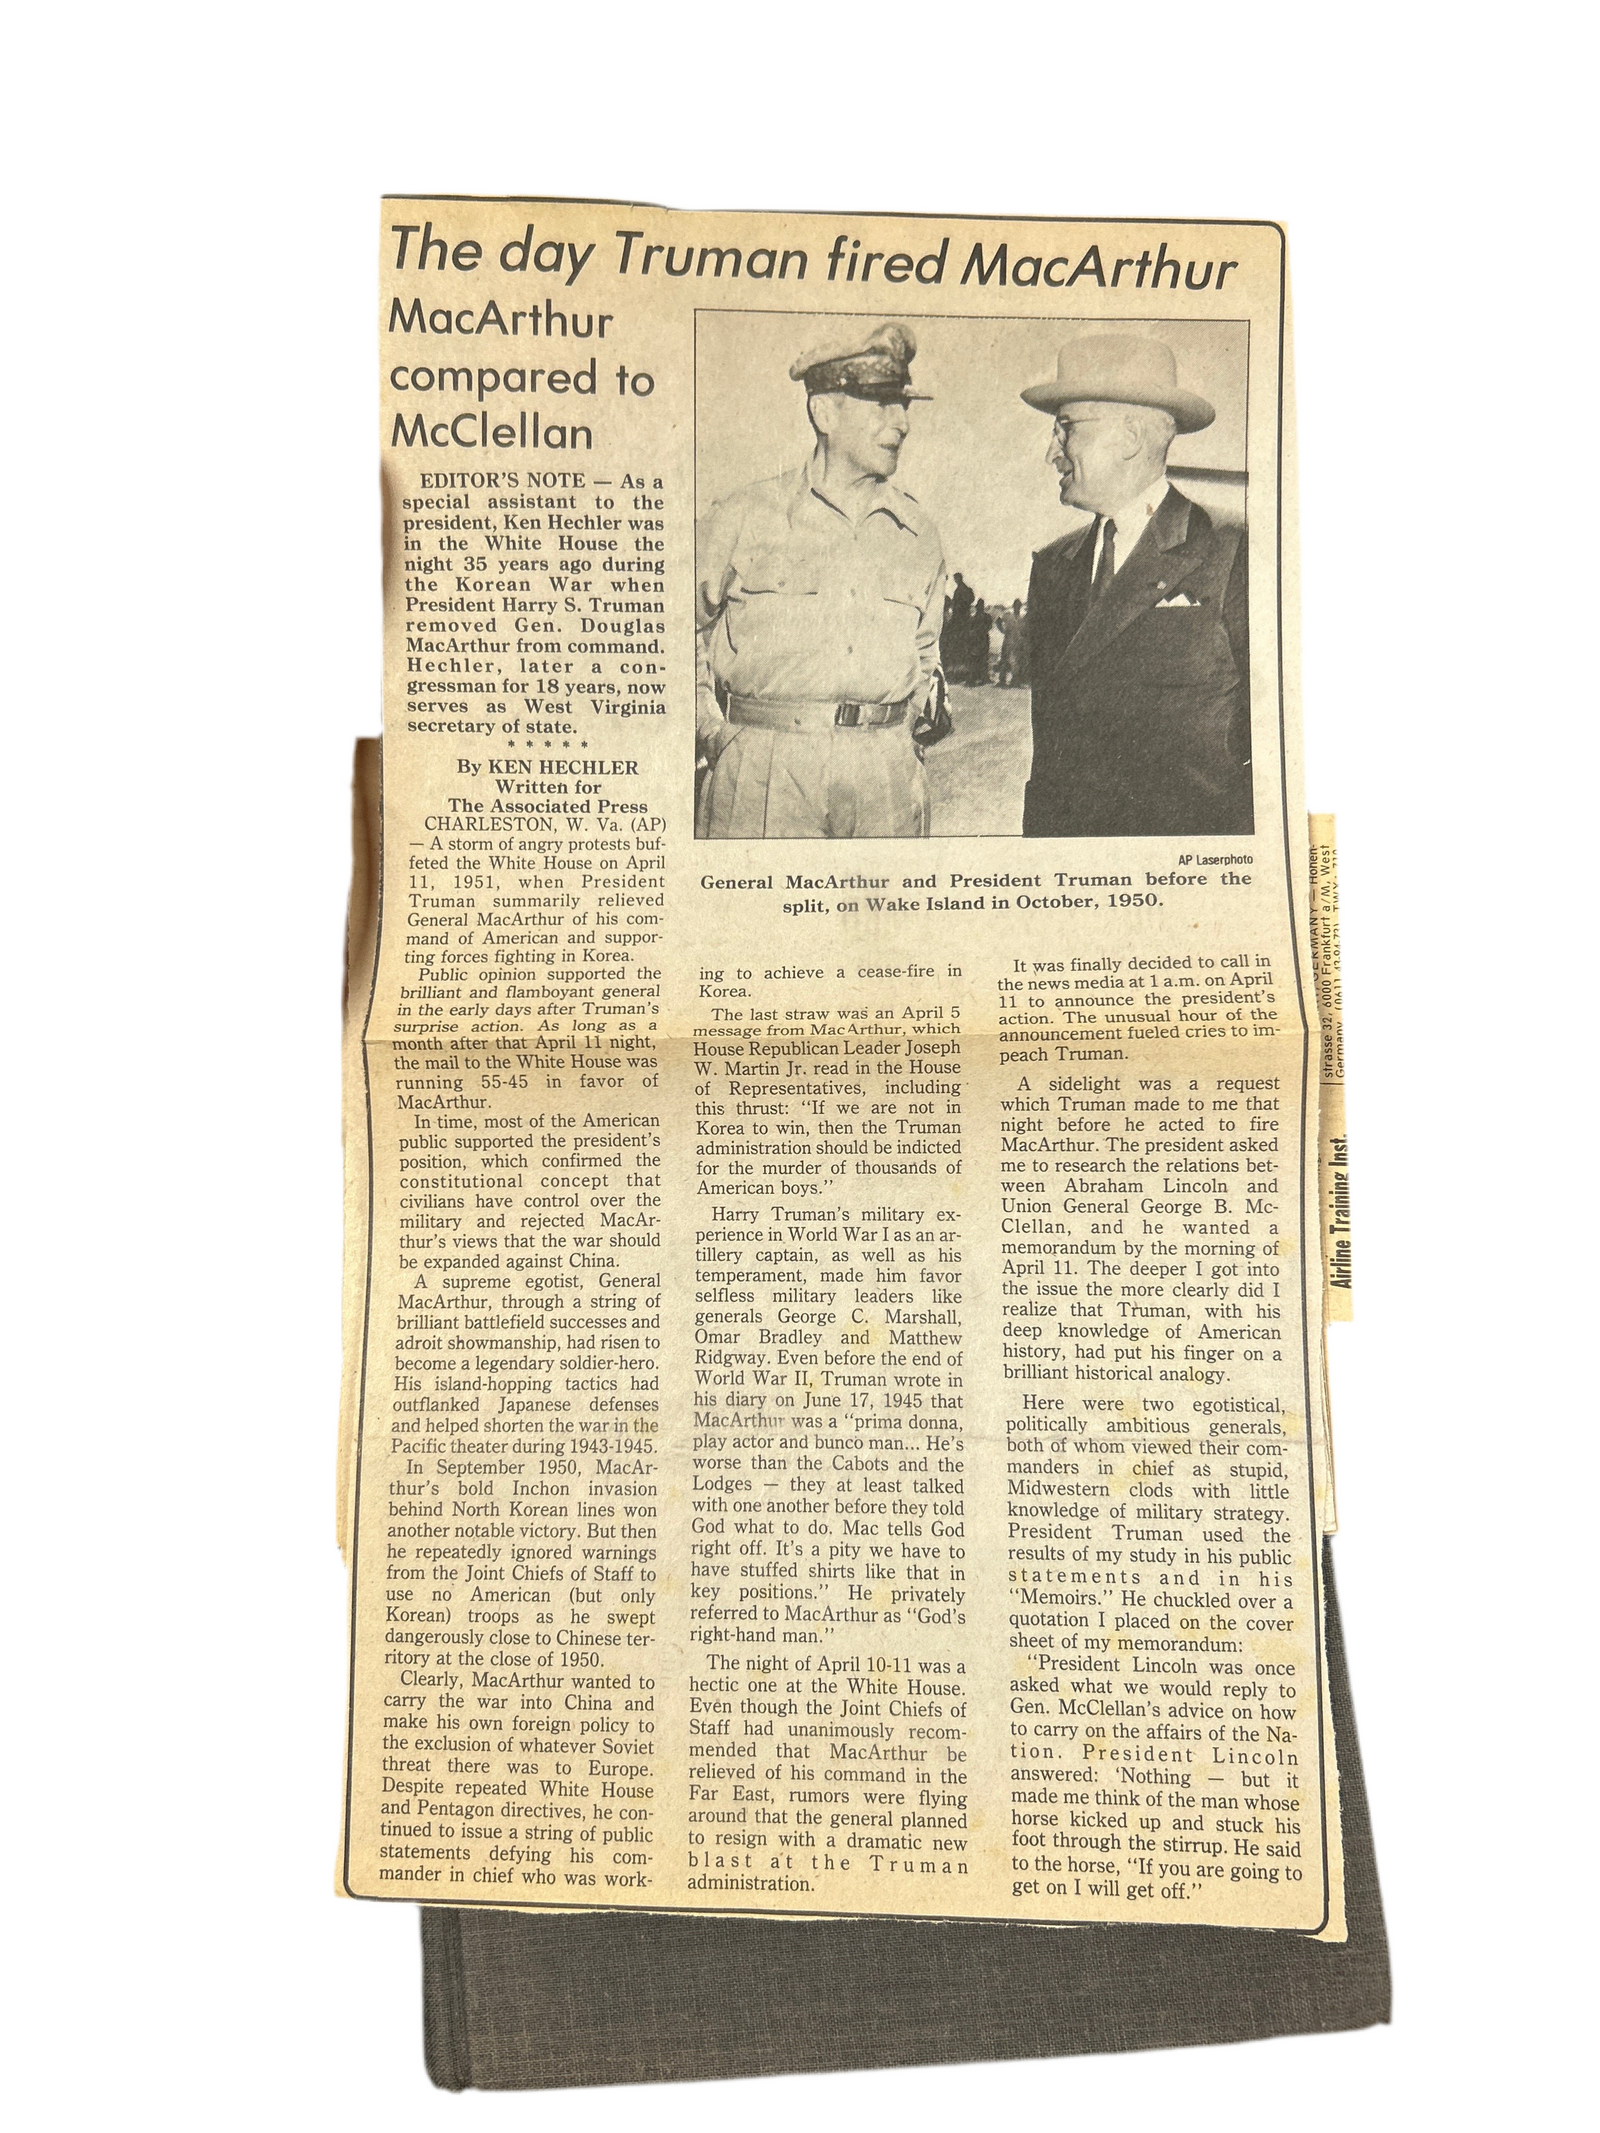 The day Truman fired MacArthur
MacArthur
compared to
McClellan
EDITOR'S NOTE — As a
special assistant to the
president, Ken Hechler was
in the White House the
night 35 years ago during
the Korean War when
President Harry S. Truman
removed Gen. Douglas
MacArthur from command.
Hechler, later a con-
gressman for 18 years, now
serves as West Virginia
secretary of state.
* * * * *
By KEN HECHLER
Written for
The Associated Press
CHARLESTON, W. Va. (AP)
— A storm of angry protests buf-
feted the White House on April
11, 1951, when President
Truman summarily relieved
General MacArthur of his com-
mand of American and suppor-
ting forces fighting in Korea.
Public opinion supported the
brilliant and flamboyant general
in the early days after Truman's
surprise action. As long as a
month after that April 11 night,
the mail to the White House was
running 55-45 in favor of
MacArthur.
In time, most of the American
public supported the president's
position, which confirmed the
constitutional concept that
civilians have control over the
military and rejected MacAr-
thur's views that the war should
be expanded against China.
A supreme egotist, General
MacArthur, through a string of
brilliant battlefield successes and
adroit showmanship, had risen to
become a legendary soldier-hero.
His island-hopping tactics had
outflanked Japanese defenses
and helped shorten the war in the
Pacific theater during 1943-1945.
In September 1950, MacAr-
thur's bold Inchon invasion
behind North Korean lines won
another notable victory. But then
he repeatedly ignored warnings
from the Joint Chiefs of Staff to
use no American (but only
Korean) troops as he swept
dangerously close to Chinese ter-
ritory at the close of 1950.
Clearly, MacArthur wanted to
carry the war into China and
make his own foreign policy to
the exclusion of whatever Soviet
threat there was to Europe.
Despite repeated White House
and Pentagon directives, he con-
tinued to issue a string of public
statements defying his com-
mander in chief who was work-
AP Laserphoto
General MacArthur and President Truman before the
split, on Wake Island in October, 1950.
ing to achieve a cease-fire in
Korea.
The last straw was an April 5
message from MacArthur, which
House Republican Leader Joseph
W. Martin Jr. read in the House
of Representatives, including
this thrust: "If we are not in
Korea to win, then the Truman
administration should be indicted
for the murder of thousands of
American boys."
Harry Truman's military ex-
perience in World War I as an ar-
tillery captain, as well as his
temperament, made him favor
selfless military leaders like
generals George C. Marshall,
Omar Bradley and Matthew
Ridgway. Even before the end of
World War II, Truman wrote in
his diary on June 17, 1945 that
MacArthur was a "prima donna,
play actor and bunco man... He's
worse than the Cabots and the
Lodges — they at least talked
with one another before they told
God what to do. Mac tells God
right off. It's a pity we have to
have stuffed shirts like that in
key positions." He privately
referred to MacArthur as "God's
right-hand man."
The night of April 10-11 was a
hectic one at the White House.
Even though the Joint Chiefs of
Staff had unanimously recom-
mended that MacArthur be
relieved of his command in the
Far East, rumors were flying
around that the general planned
to resign with a dramatic new
blast at the Truman
administration.
It was finally decided to call in
the news media at 1 a.m. on April
11 to announce the president's
action. The unusual hour of the
announcement fueled cries to im-
peach Truman.
A sidelight was a request
which Truman made to me that
night before he acted to fire
MacArthur. The president asked
me to research the relations bet-
ween Abraham Lincoln and
Union General George B. Mc-
Clellan, and he wanted a
memorandum by the morning of
April 11. The deeper I got into
the issue the more clearly did I
realize that Truman, with his
deep knowledge of American
history, had put his finger on a
brilliant historical analogy.
Here were two egotistical,
politically ambitious generals,
both of whom viewed their com-
manders in chief as stupid,
Midwestern clods with little
knowledge of military strategy.
President Truman used the
results of my study in his public
statements and in his
"Memoirs." He chuckled over a
quotation I placed on the cover
sheet of my memorandum:
"President Lincoln was once
asked what we would reply to
Gen. McClellan's advice on how
to carry on the affairs of the Na-
tion. President Lincoln
answered: 'Nothing — but it
made me think of the man whose
horse kicked up and stuck his
foot through the stirrup. He said
to the horse, "If you are going to
get on I will get off."
GERMANY — Hohen-
strasse 32, 6000 Frankfurt a/M, West
Germany
Airline Training Inst.